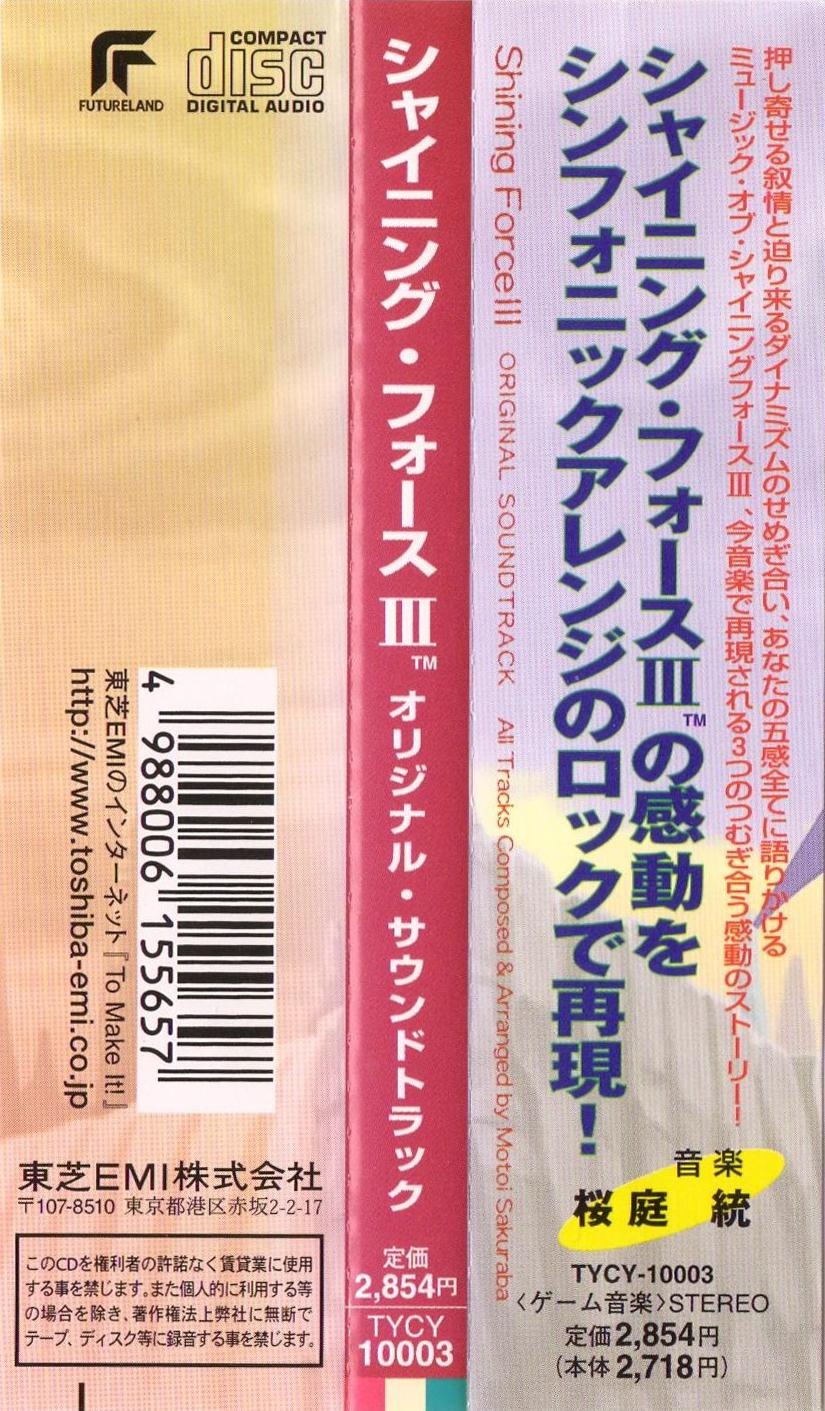 押し寄せる叙情と迫り来るダイナミズムのせめぎ合い、あなたの五感全てに語りかける
ミュージック・オブ・シャイニングフォースⅢ、今音楽で再現される3つのつむぎ合う感動のストーリー!
シャイニング・フォースⅢ™の感動を
シンフォニックアレンジのロックで再現!
Shining Force III ORIGINAL SOUNDTRACK All Tracks Composed & Arranged by Motoi Sakuraba
音楽
桜庭 統
TYCY-10003
〈ゲーム音楽〉STEREO
定価2,854円
(本体2,718円)
シャイニング・フォースⅢ™ オリジナル・サウンドトラック
定価
2,854円
TYCY
10003
FUTURELAND
COMPACT
disc
DIGITAL AUDIO
4 988006 155657
東芝EMIのインターネット『To Make It!』
http://www.toshiba-emi.co.jp
東芝EMI株式会社
〒107-8510 東京都港区赤坂2-2-17
このCDを権利者の許諾なく賃貸業に使用
する事を禁じます。また個人的に利用する等
の場合を除き、著作権法上弊社に無断で
テープ、ディスク等に録音する事を禁じます。